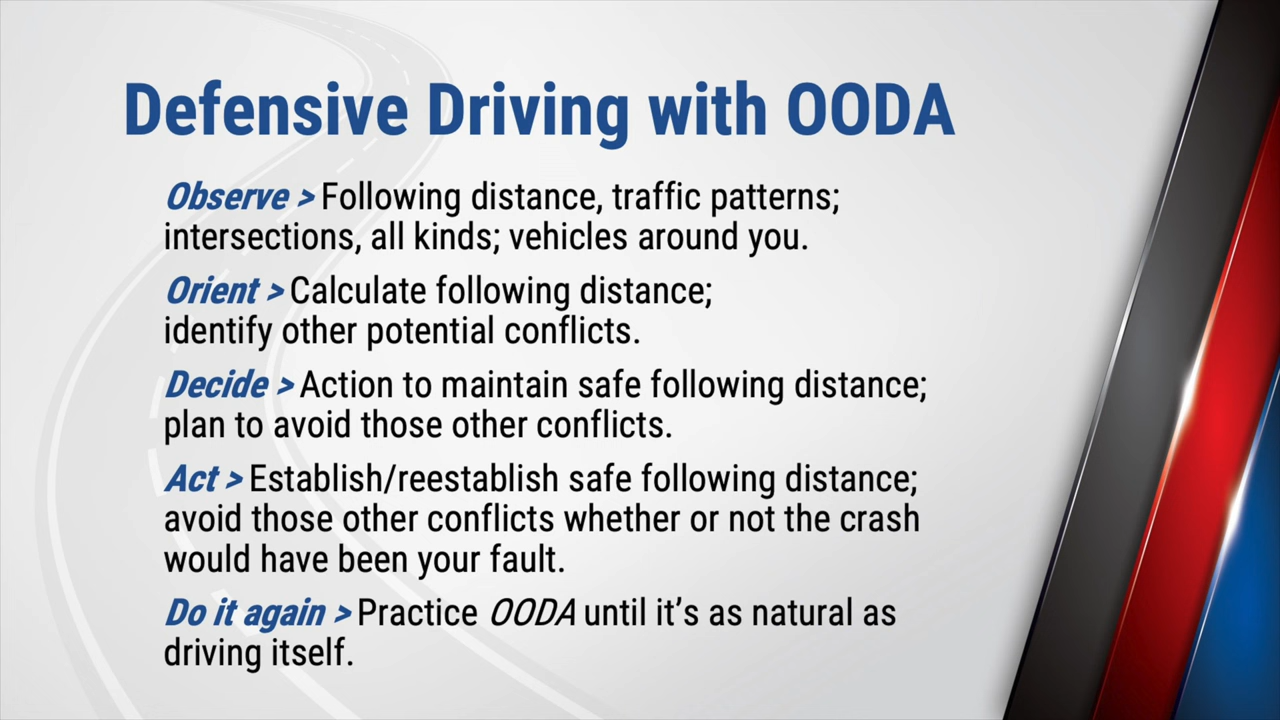 Defensive Driving with OODA
Observe > Following distance, traffic patterns;
intersections, all kinds; vehicles around you.
Orient > Calculate following distance;
identify other potential conflicts.
Decide > Action to maintain safe following distance;
plan to avoid those other conflicts.
Act > Establish/reestablish safe following distance;
avoid those other conflicts whether or not the crash
would have been your fault.
Do it again > Practice OODA until it’s as natural as
driving itself.